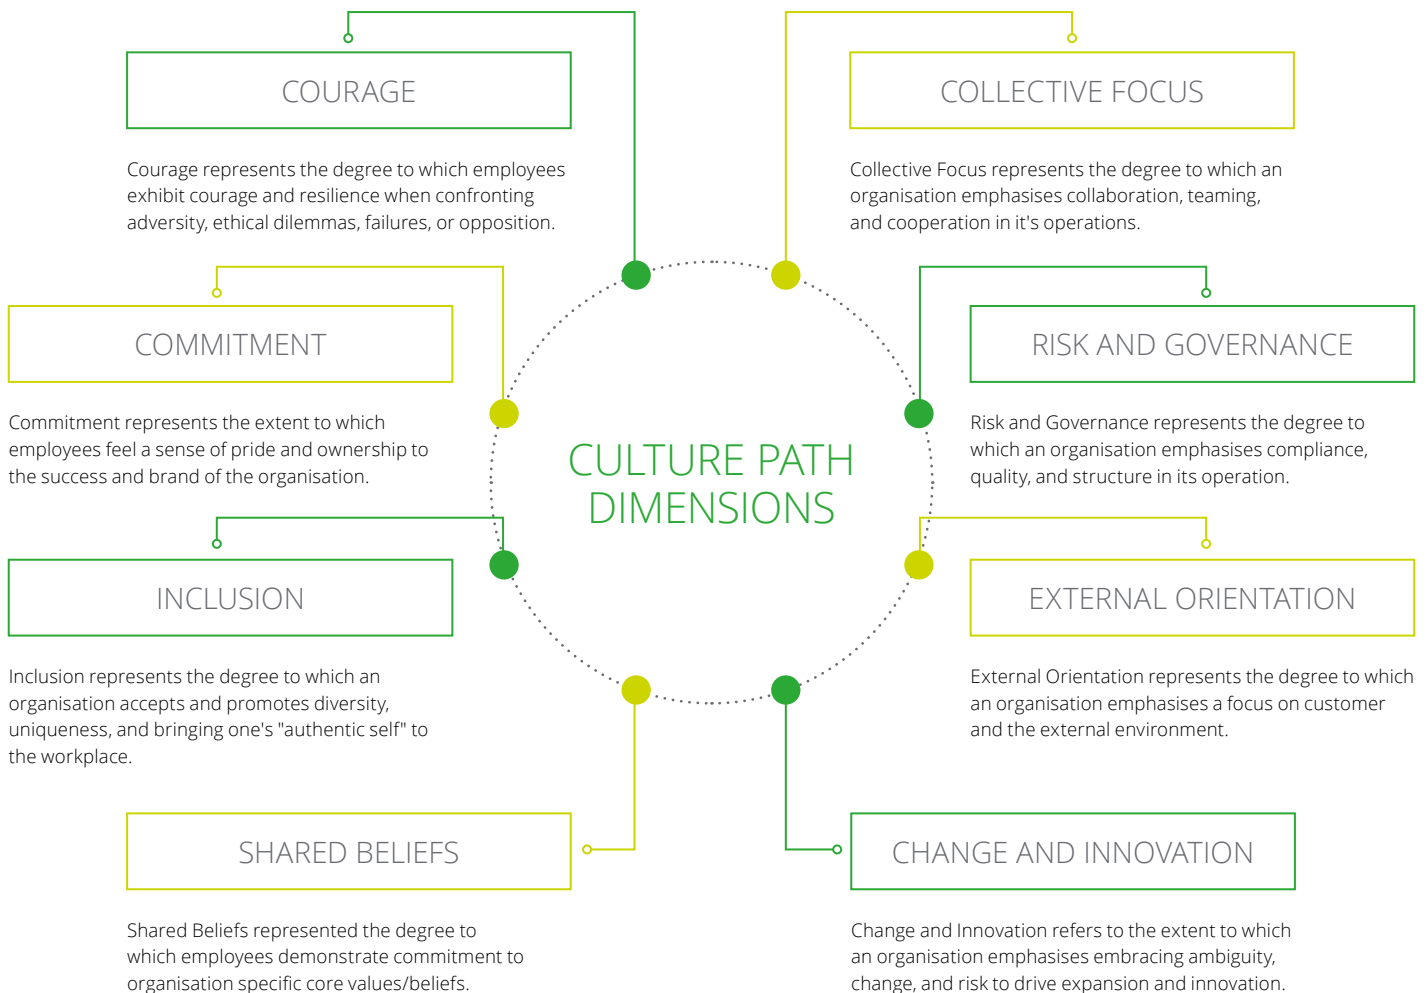 COURAGE
Courage represents the degree to which employees
exhibit courage and resilience when confronting
adversity, ethical dilemmas, failures, or opposition.
COLLECTIVE FOCUS
Collective Focus represents the degree to which an
organisation emphasises collaboration, teaming,
and cooperation in it's operations.
COMMITMENT
Commitment represents the extent to which
employees feel a sense of pride and ownership to
the success and brand of the organisation.
RISK AND GOVERNANCE
Risk and Governance represents the degree to
which an organisation emphasises compliance,
quality, and structure in its operation.
CULTURE PATH
DIMENSIONS
INCLUSION
Inclusion represents the degree to which an
organisation accepts and promotes diversity,
uniqueness, and bringing one's "authentic self" to
the workplace.
EXTERNAL ORIENTATION
External Orientation represents the degree to which
an organisation emphasises a focus on customer
and the external environment.
SHARED BELIEFS
Shared Beliefs represented the degree to
which employees demonstrate commitment to
organisation specific core values/beliefs.
CHANGE AND INNOVATION
Change and Innovation refers to the extent to which
an organisation emphasises embracing ambiguity,
change, and risk to drive expansion and innovation.